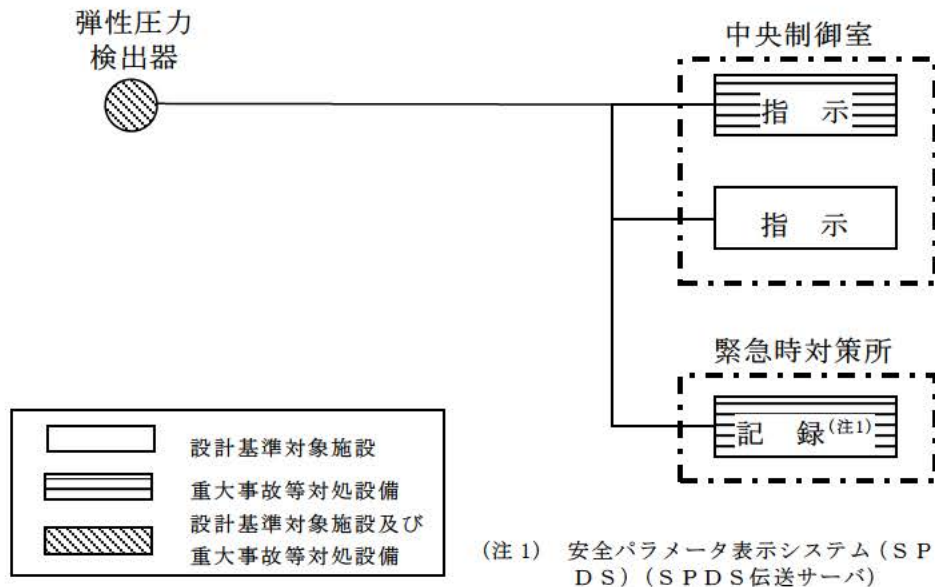 弾性圧力
検出器
中央制御室
指 示
指 示
緊急時対策所
記 録(注1)
設計基準対象施設
重大事故等対処設備
設計基準対象施設及び
重大事故等対処設備
(注1) 安全パラメータ表示システム(SP
DS)(SPDS伝送サーバ)